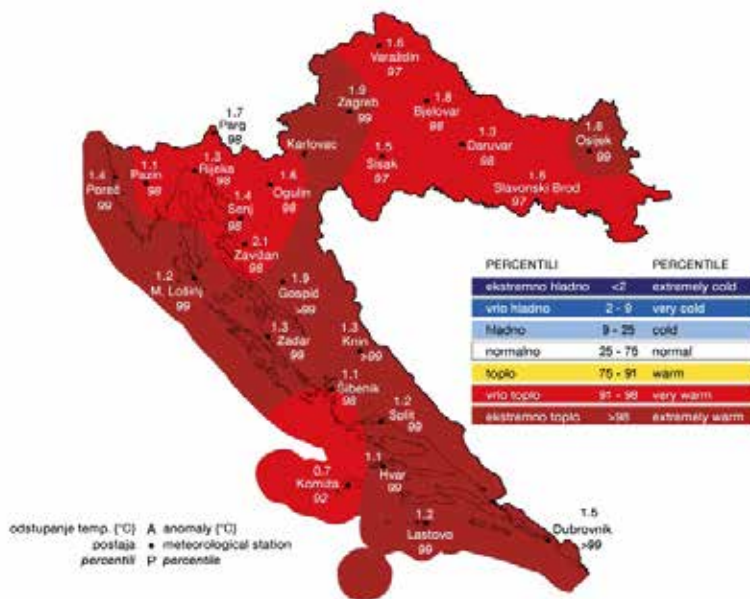 1.6
Varaždin
97
1.9
Zagreb
99
1.8
Bjelovar
98
1.7
Parg
98
Karlovac
1.5
Sisak
97
1.3
Daruvar
98
1.8
Osijek
99
1.4
Poreč
99
1.1
Pazin
98
1.3
Rijeka
98
1.6
Ogulin
98
Slavonski Brod
97
1.4
Senj
98
2.1
Zavižan
98
1.2
M. Lošinj
99
1.9
Gospić
>99
1.3
Zadar
99
1.3
Knin
>99
1.1
Šibenik
98
1.2
Split
99
0.7
Komiža
92
1.1
Hvar
99
1.2
Lastovo
99
1.5
Dubrovnik
>99
PERCENTILI PERCENTILE
ekstremno hladno <2 extremely cold
vrlo hladno 2 - 9 very cold
hladno 9 - 25 cold
normalno 25 - 75 normal
toplo 75 - 91 warm
vrlo toplo 91 - 98 very warm
ekstremno toplo >98 extremely warm
odstupanje temp. (°C) A anomaly (°C)
postaja • meteorological station
percentili P percentile